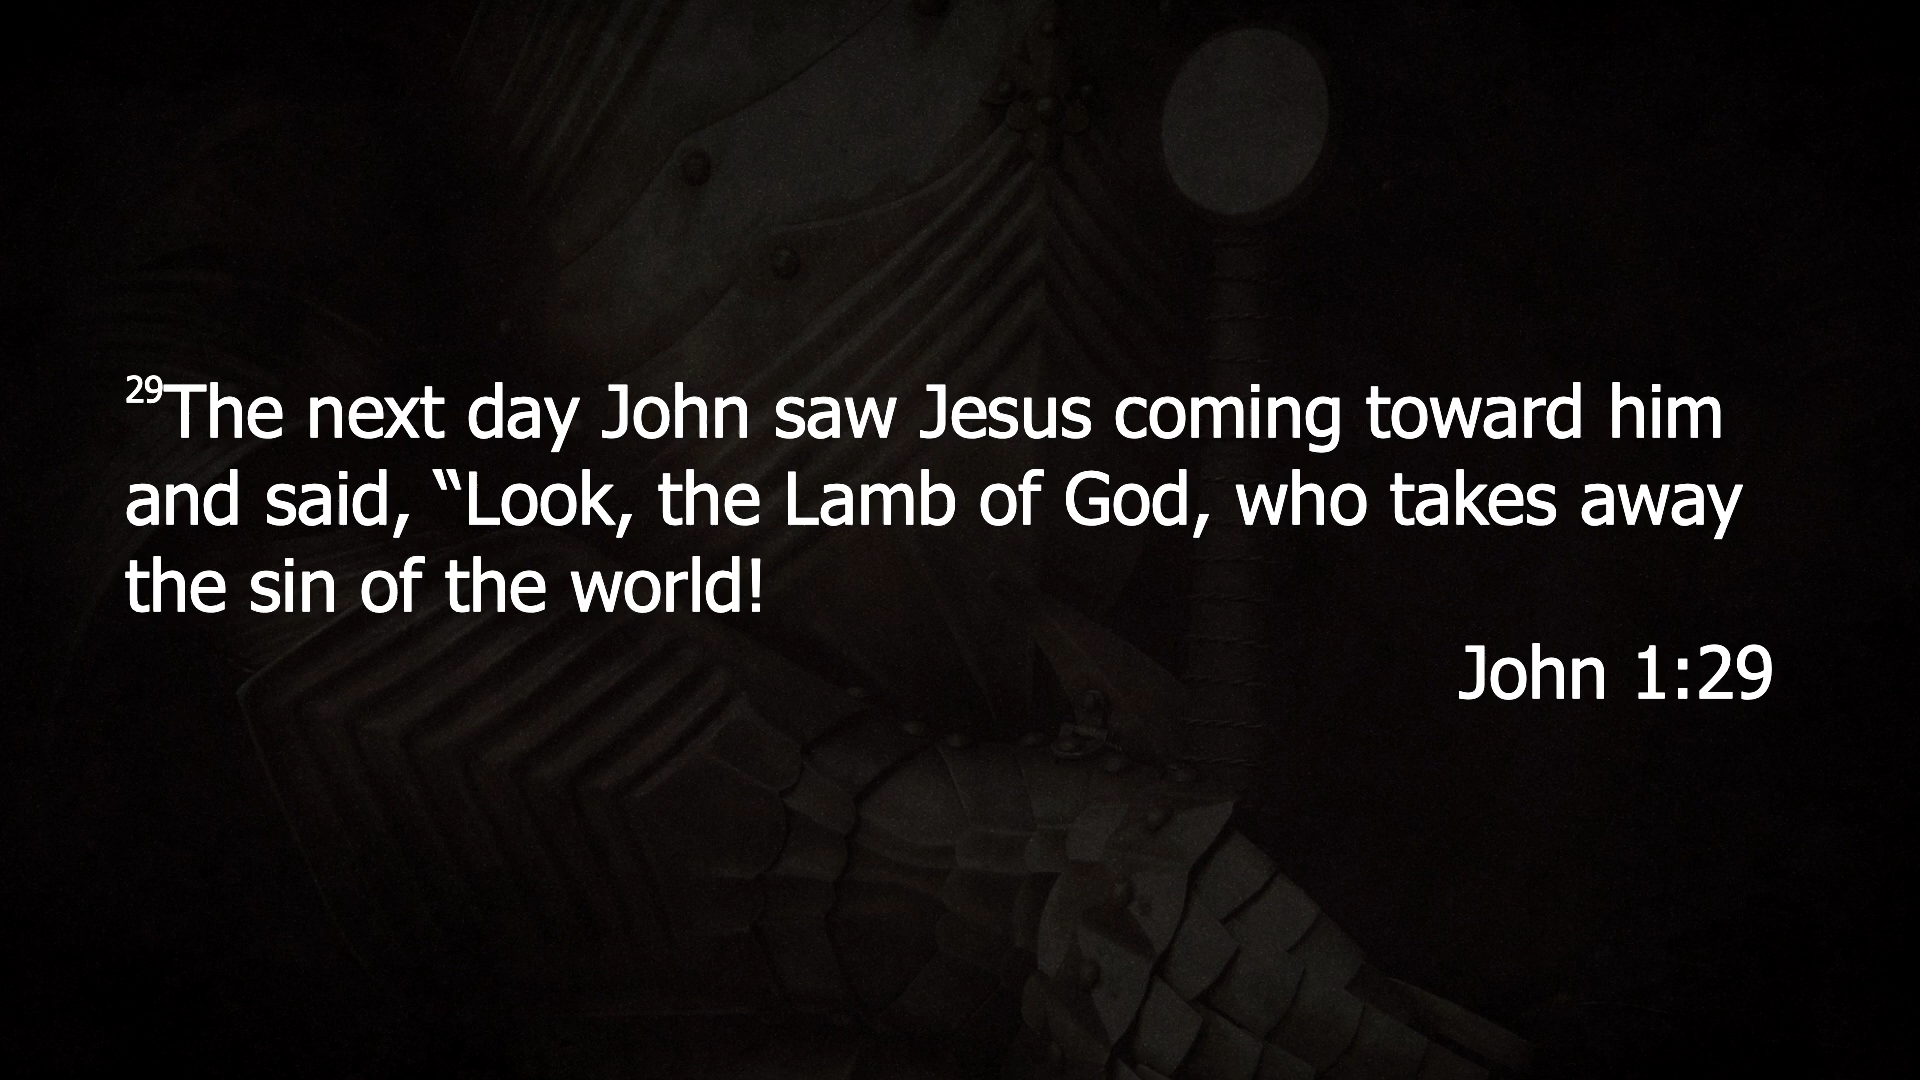 29The next day John saw Jesus coming toward him
and said, “Look, the Lamb of God, who takes away
the sin of the world!
John 1:29